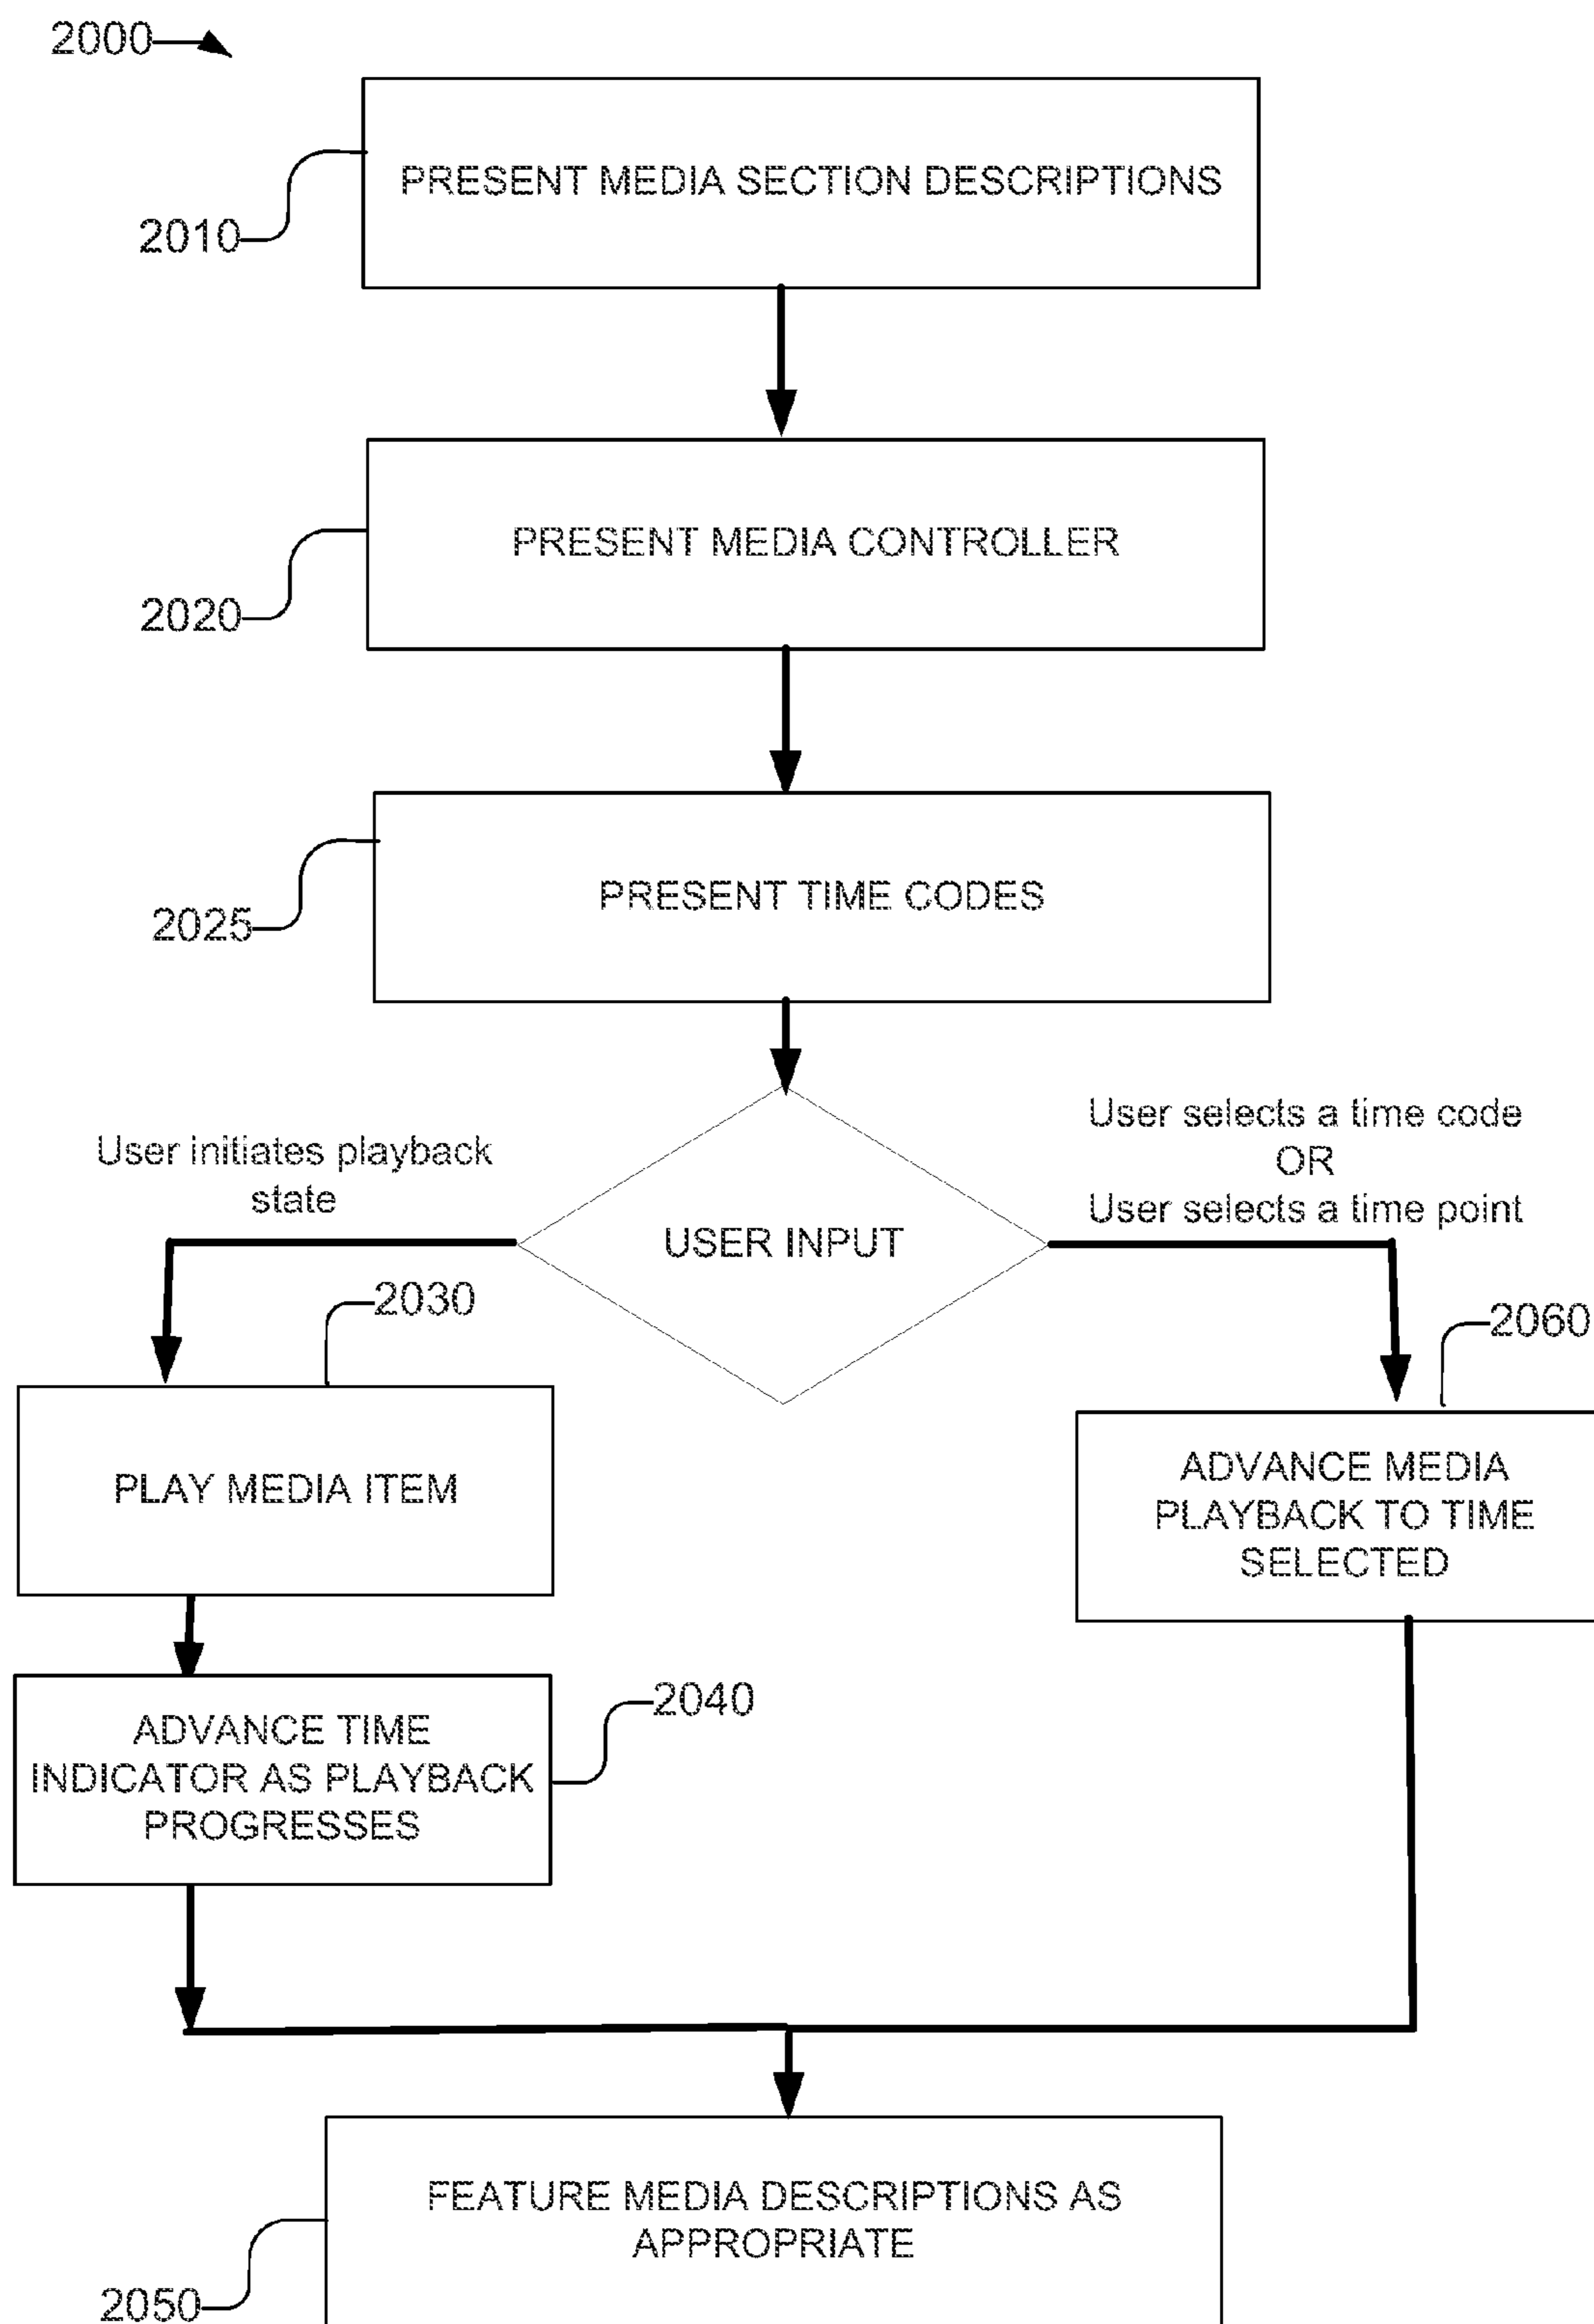 2000
PRESENT MEDIA SECTION DESCRIPTIONS
2010
PRESENT MEDIA CONTROLLER
2020
PRESENT TIME CODES
2025
User initiates playback
state
USER INPUT
User selects a time code
OR
User selects a time point
2030
2060
PLAY MEDIA ITEM
ADVANCE MEDIA
PLAYBACK TO TIME
SELECTED
2040
ADVANCE TIME
INDICATOR AS PLAYBACK
PROGRESSES
FEATURE MEDIA DESCRIPTIONS AS
APPROPRIATE
2050